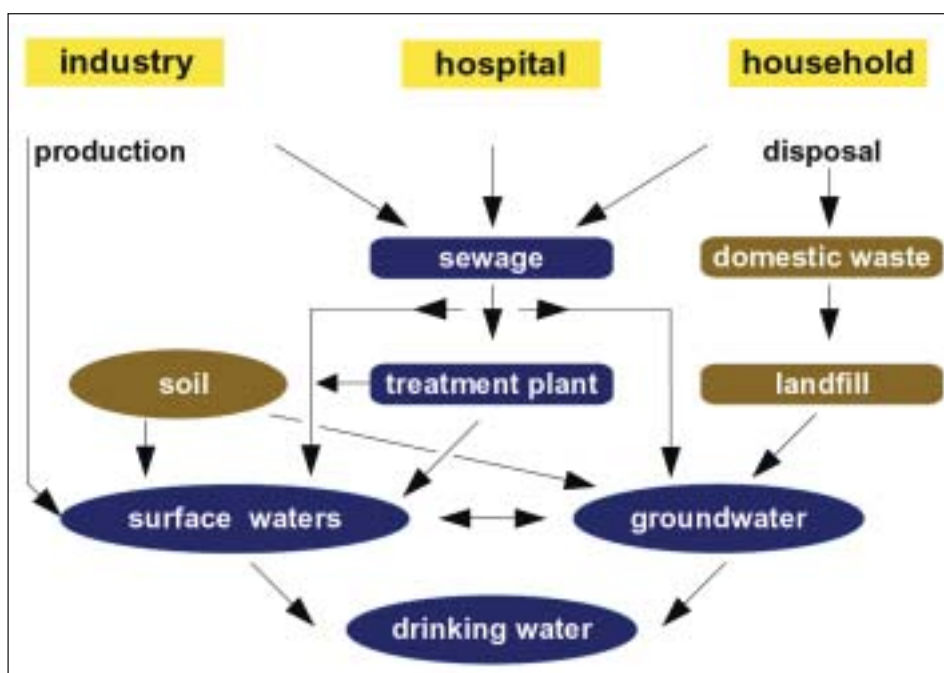 industry
hospital
household
production
disposal
sewage
domestic waste
soil
treatment plant
landfill
surface waters
groundwater
drinking water